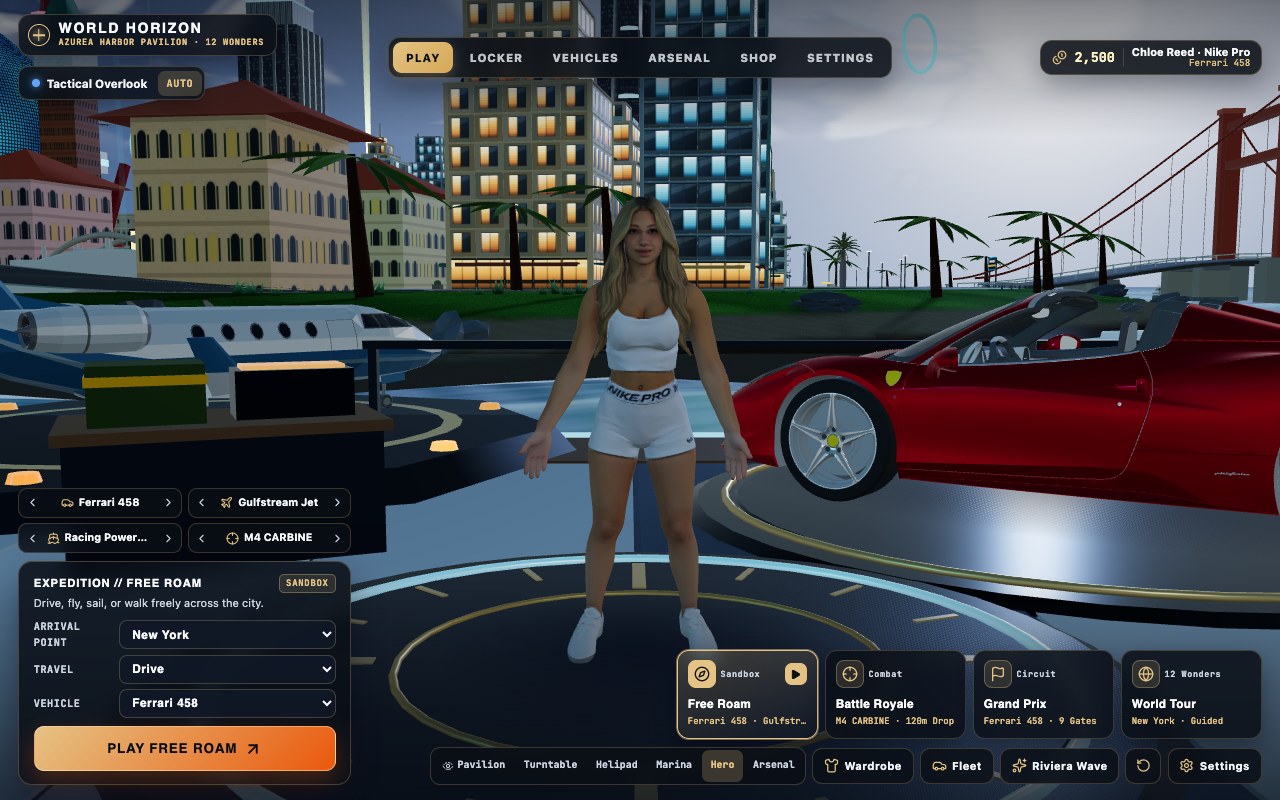 WORLD HORIZON
AZUREA HARBOR PAVILION · 12 WONDERS
Tactical Overlook AUTO
PLAY LOCKER VEHICLES ARSENAL SHOP SETTINGS
2,500
Chloe Reed · Nike Pro
Ferrari 458
NIKE PRO
Ferrari 458
Gulfstream Jet
Racing Power...
M4 CARBINE
EXPEDITION // FREE ROAM SANDBOX
Drive, fly, sail, or walk freely across the city.
ARRIVAL POINT New York
TRAVEL Drive
VEHICLE Ferrari 458
PLAY FREE ROAM
Sandbox
Free Roam
Ferrari 458 · Gulfstr...
Combat
Battle Royale
M4 CARBINE · 120m Drop
Circuit
Grand Prix
Ferrari 458 · 9 Gates
12 Wonders
World Tour
New York · Guided
Pavilion Turntable Helipad Marina Hero Arsenal
Wardrobe
Fleet
Riviera Wave
Settings